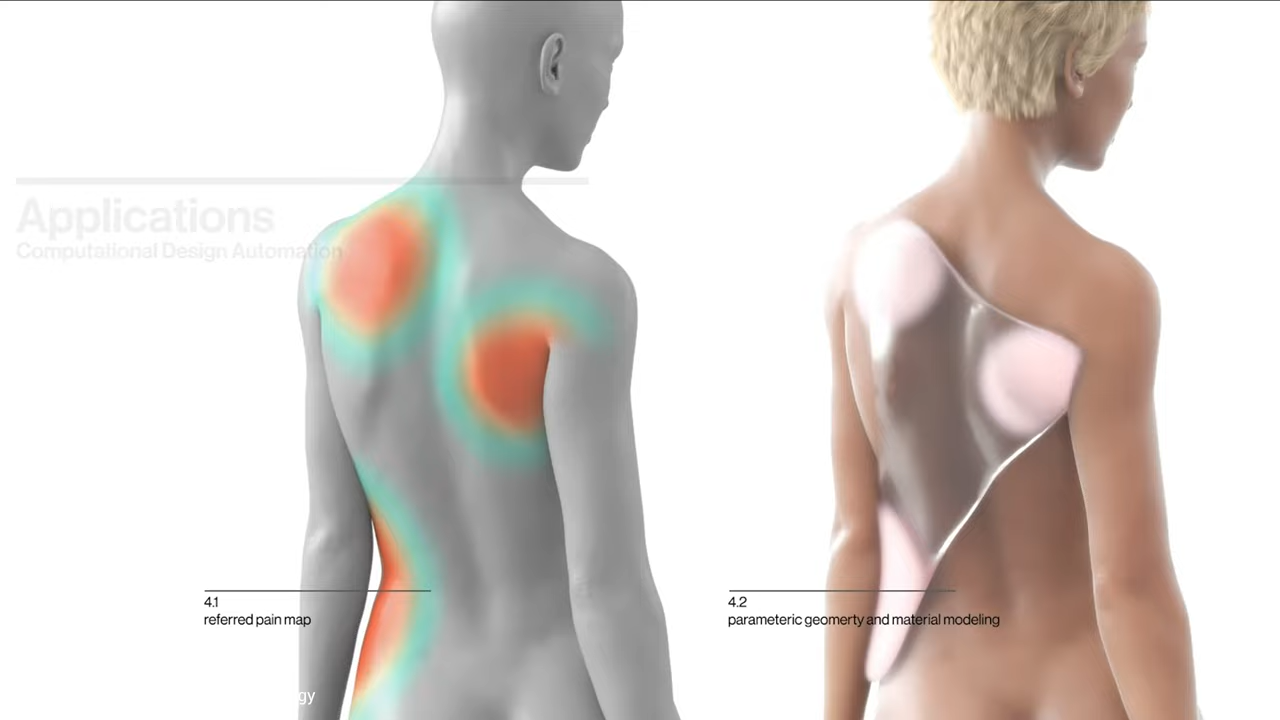 Applications
Computational Design Automation
4.1
referred pain map
4.2
parameteric geomerty and material modeling